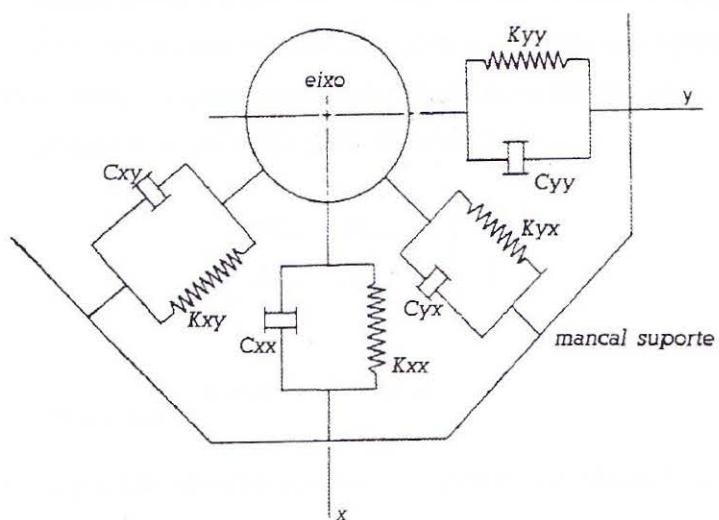 Kyy
eixo
y
Cxy
Cyy
Kyx
Kxy
Cyx
Cxx
Kxx
mancal suporte
x